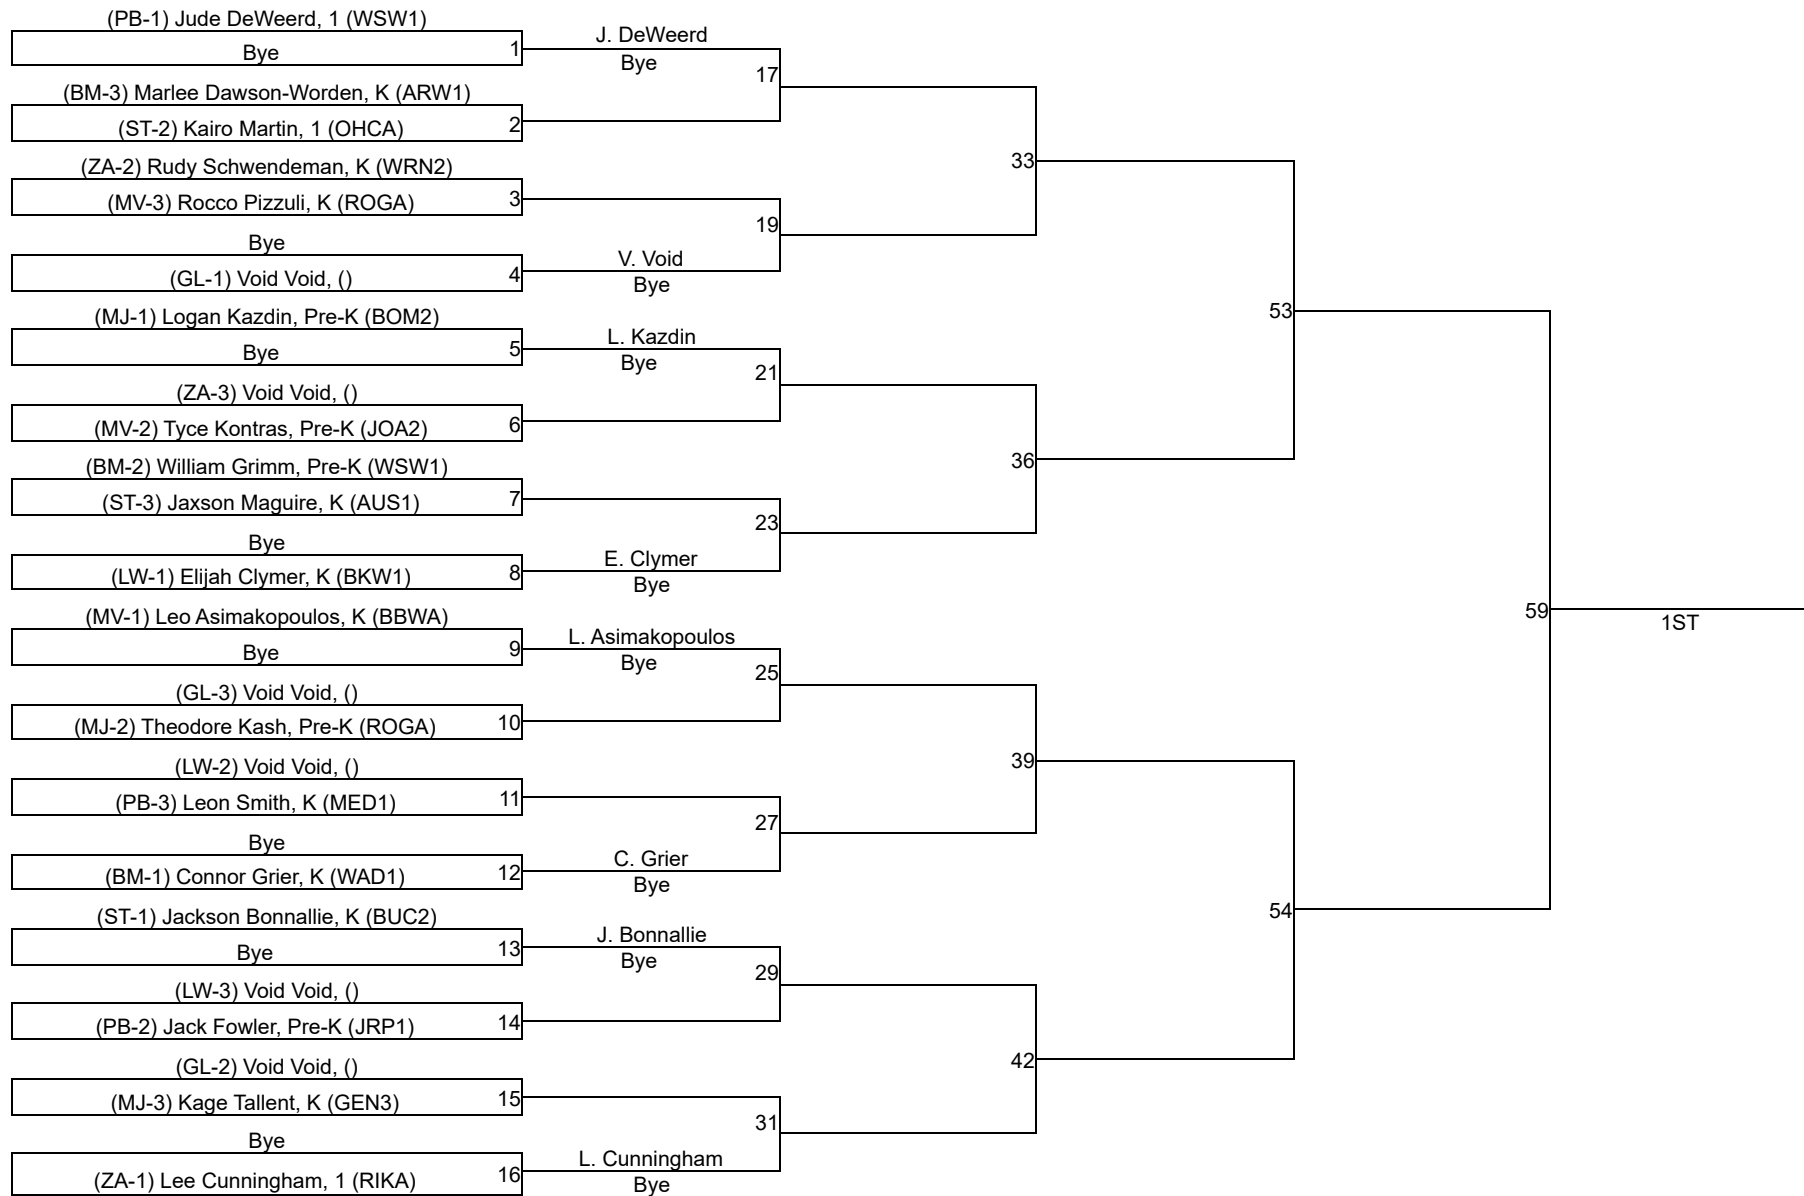 (PB-1) Jude DeWeerd, 1 (WSW1)
Bye
1
J. DeWeerd
Bye
17
(BM-3) Marlee Dawson-Worden, K (ARW1)
(ST-2) Kairo Martin, 1 (OHCA)
2
33
(ZA-2) Rudy Schwendeman, K (WRN2)
(MV-3) Rocco Pizzuli, K (ROGA)
3
19
Bye
(GL-1) Void Void, ()
4
V. Void
Bye
53
(MJ-1) Logan Kazdin, Pre-K (BOM2)
Bye
5
L. Kazdin
Bye
21
(ZA-3) Void Void, ()
(MV-2) Tyce Kontras, Pre-K (JOA2)
6
36
(BM-2) William Grimm, Pre-K (WSW1)
(ST-3) Jaxson Maguire, K (AUS1)
7
23
Bye
(LW-1) Elijah Clymer, K (BKW1)
8
E. Clymer
Bye
59
1ST
(MV-1) Leo Asimakopoulos, K (BBWA)
Bye
9
L. Asimakopoulos
Bye
25
(GL-3) Void Void, ()
(MJ-2) Theodore Kash, Pre-K (ROGA)
10
39
(LW-2) Void Void, ()
(PB-3) Leon Smith, K (MED1)
11
27
Bye
(BM-1) Connor Grier, K (WAD1)
12
C. Grier
Bye
54
(ST-1) Jackson Bonnallie, K (BUC2)
Bye
13
J. Bonnallie
Bye
29
(LW-3) Void Void, ()
(PB-2) Jack Fowler, Pre-K (JRP1)
14
42
(GL-2) Void Void, ()
(MJ-3) Kage Tallent, K (GEN3)
15
31
Bye
(ZA-1) Lee Cunningham, 1 (RIKA)
16
L. Cunningham
Bye